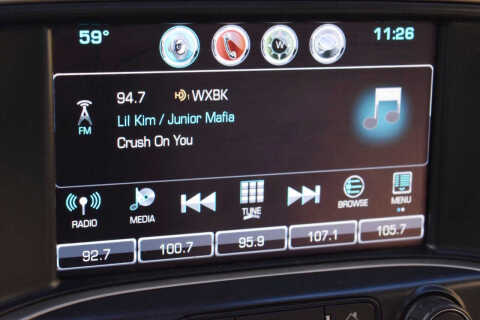 59°
11:26
94.7 HD) WXBK
FM
Lil Kim / Junior Mafia
Crush On You
RADIO
MEDIA
TUNE
BROWSE
MENU
92.7
100.7
95.9
107.1
105.7